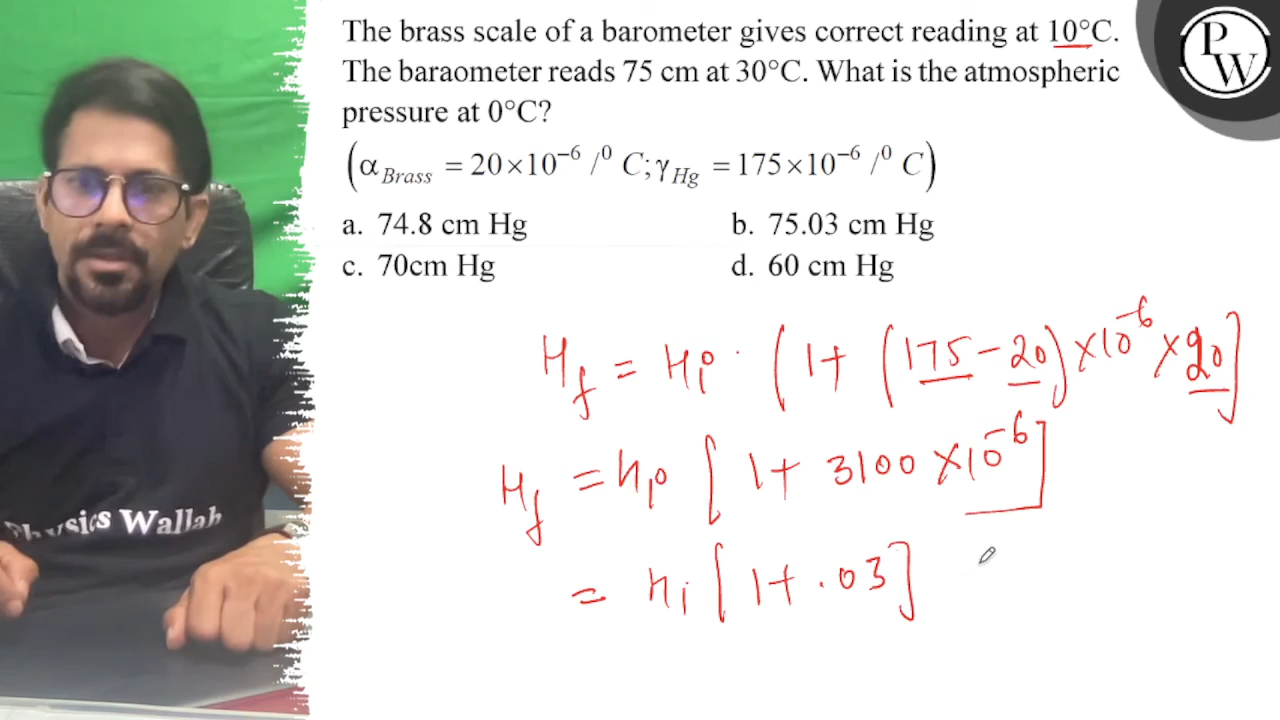 The brass scale of a barometer gives correct reading at 10°C.
The baraometer reads 75 cm at 30°C. What is the atmospheric
pressure at 0°C?
(α Brass = 20×10⁻⁶ /⁰ C; γ Hg = 175×10⁻⁶ /⁰ C)
a. 74.8 cm Hg
b. 75.03 cm Hg
c. 70cm Hg
d. 60 cm Hg
H_f = H_i . (1 + (175 - 20) × 10⁻⁶ × 20]
H_f = H_i [1 + 3100 × 10⁻⁶]
= H_i [1 + .03]
P
W
Physics Wallah